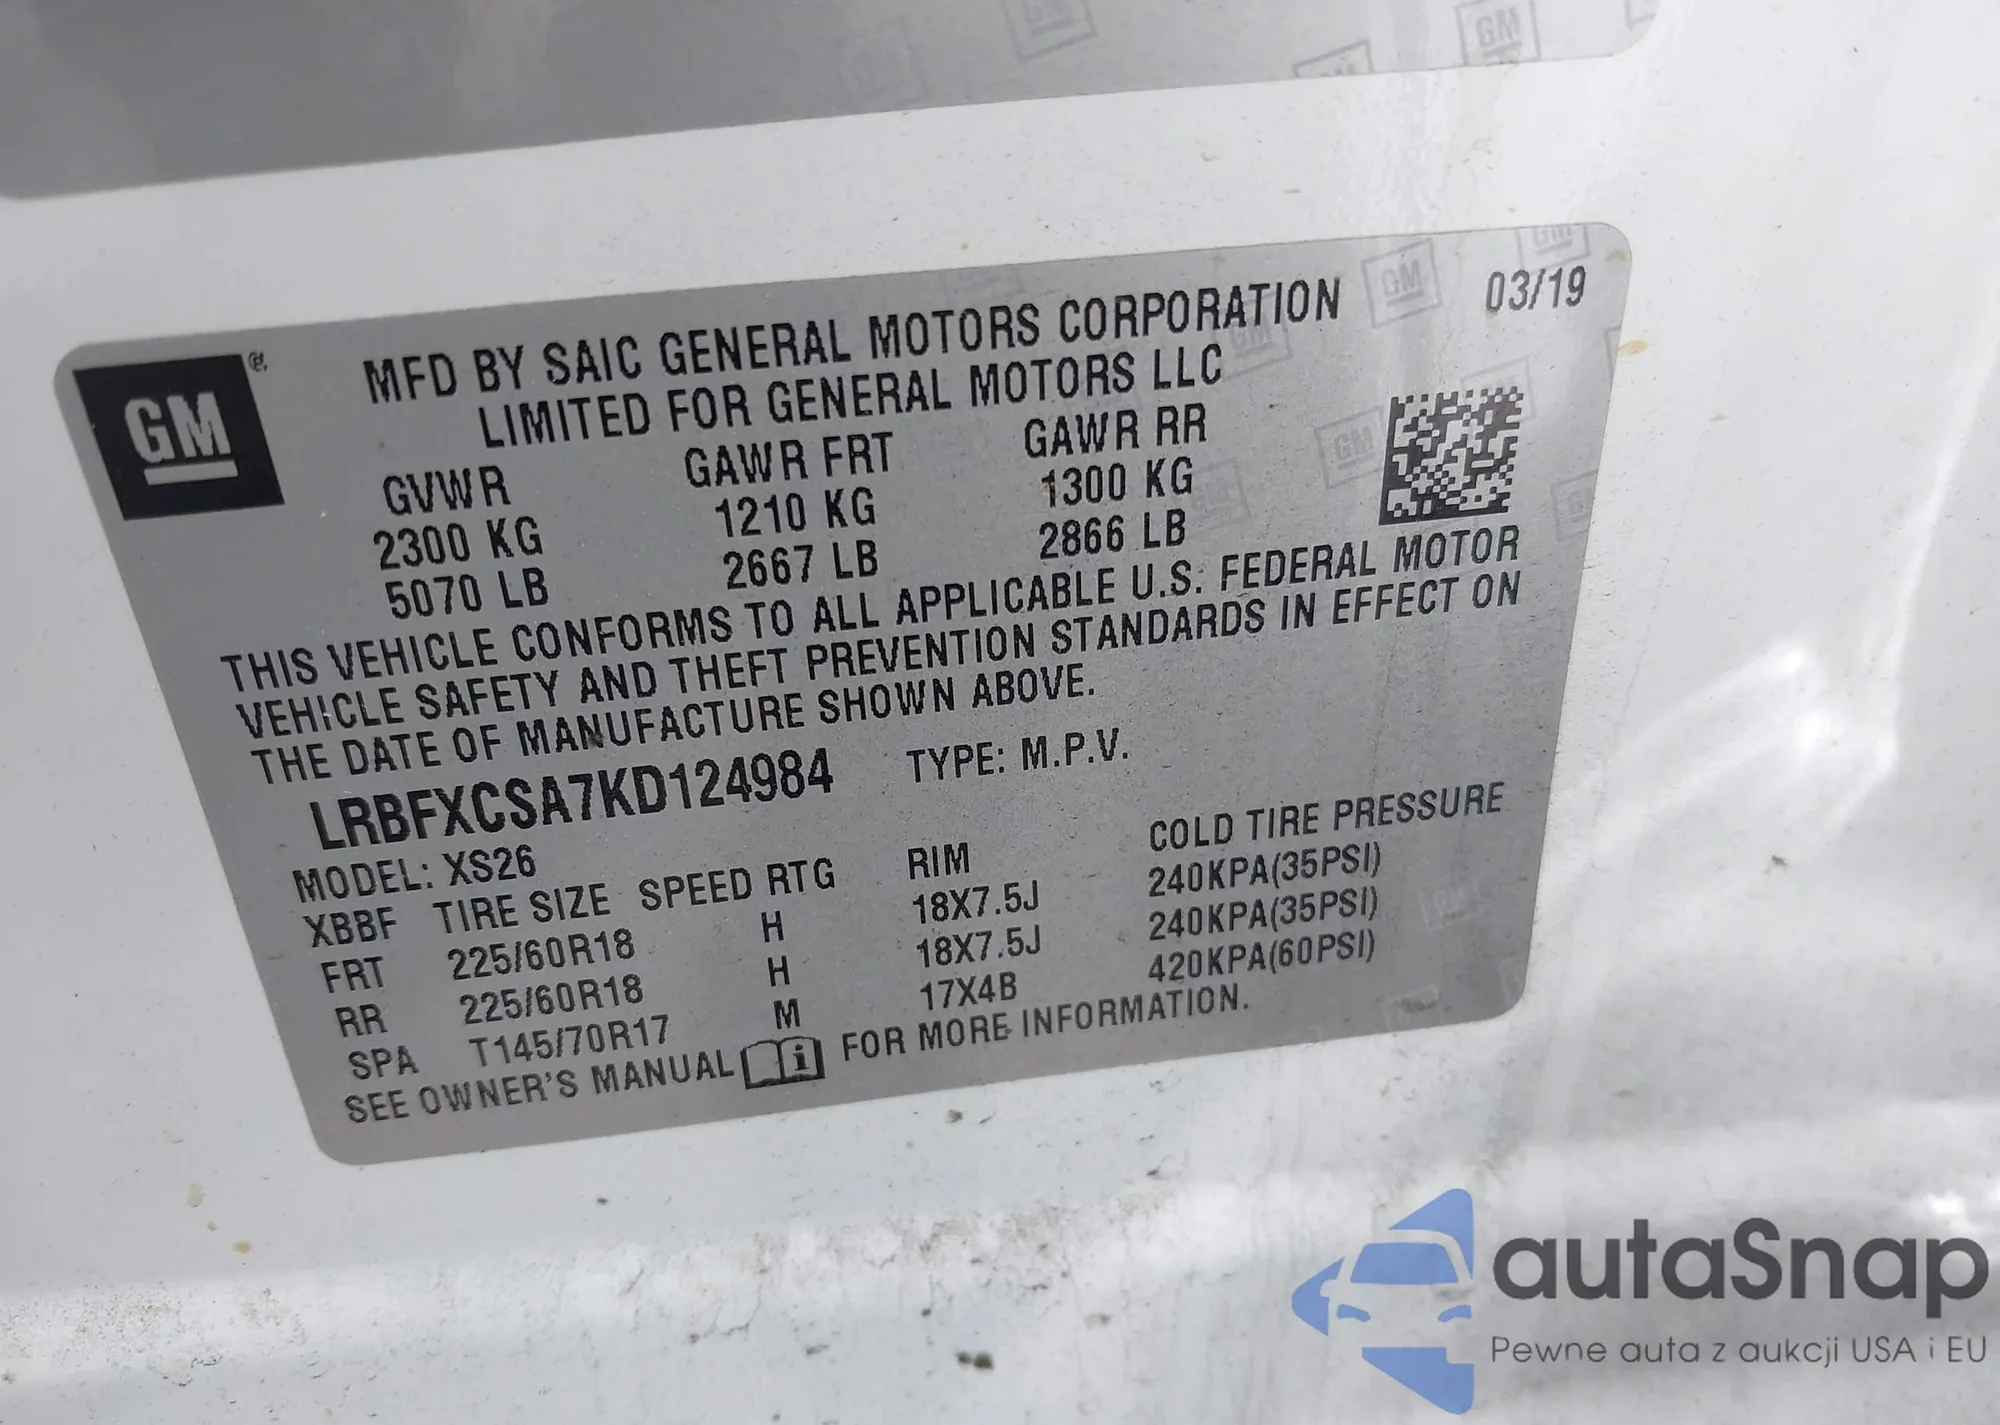 GM
MFD BY SAIC GENERAL MOTORS CORPORATION 03/19
LIMITED FOR GENERAL MOTORS LLC
GVWR GAWR FRT GAWR RR
2300 KG 1210 KG 1300 KG
5070 LB 2667 LB 2866 LB
THIS VEHICLE CONFORMS TO ALL APPLICABLE U.S. FEDERAL MOTOR
VEHICLE SAFETY AND THEFT PREVENTION STANDARDS IN EFFECT ON
THE DATE OF MANUFACTURE SHOWN ABOVE.
LRBFXCSA7KD124984 TYPE: M.P.V.
MODEL: XS26
XBBF TIRE SIZE SPEED RTG RIM COLD TIRE PRESSURE
FRT 225/60R18 H 18X7.5J 240KPA(35PSI)
RR 225/60R18 H 18X7.5J 240KPA(35PSI)
SPA T145/70R17 M 17X4B 420KPA(60PSI)
SEE OWNER'S MANUAL FOR MORE INFORMATION.
autaSnap
Pewne auta z aukcji USA i EU